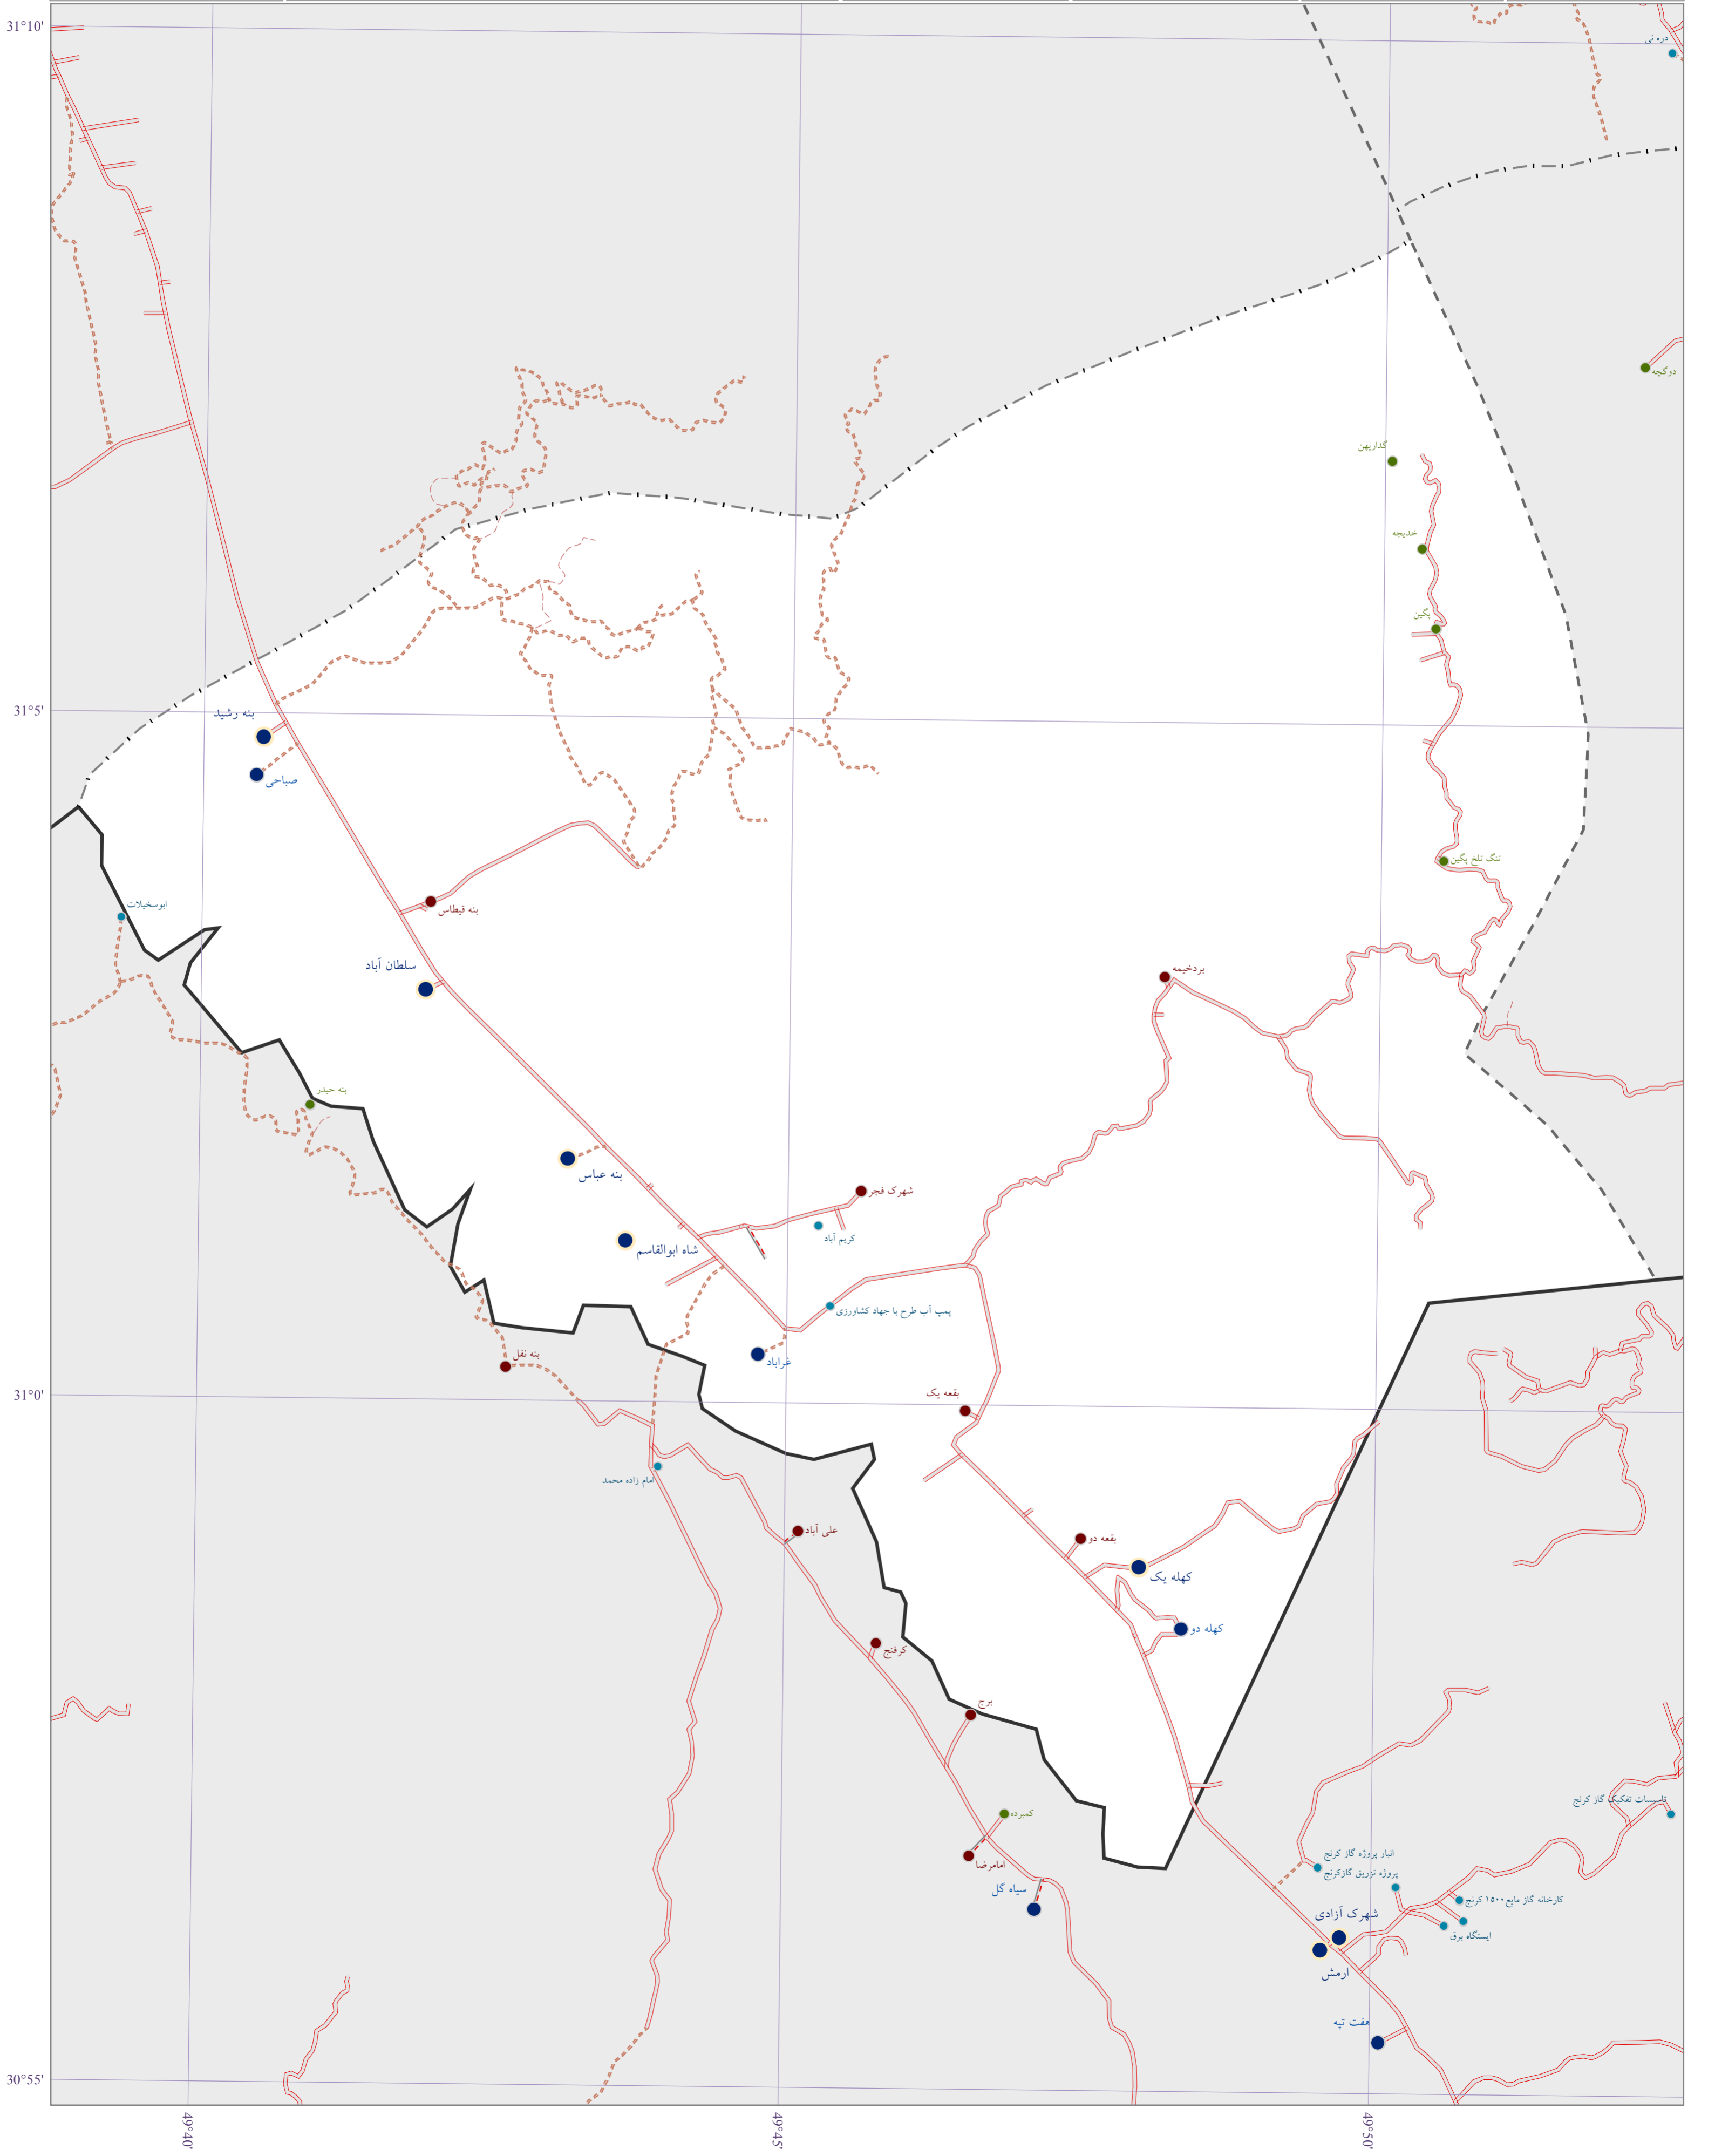 31°10'
دره نی
دوگچه
گدارپهن
خدیجه
پگین
31°5'
بنه رشید
صباحی
تنگ تلخ پگین
ابوسخیلات
بنه قیطاس
سلطان آباد
بردخیمه
بنه حیدر
بنه عباس
شهرک فجر
کریم آباد
شاه ابوالقاسم
پمپ آب طرح با جهاد کشاورزی
بنه نفل
غراباد
31°0'
بقعه یک
امام زاده محمد
علی آباد
بقعه دو
کهله یک
کهله دو
کرفنج
برج
تاسیسات تفکیک گاز کرنج
کمبرده
انبار پروژه گاز کرنج
امامرضا
پروژه تزریق گازکرنج
سیاه گل
کارخانه گاز مایع ۱۵۰۰ کرنج
شهرک آزادی
ایستگاه برق
ارمش
هفت تپه
30°55'
49°40'
49°45'
49°50'